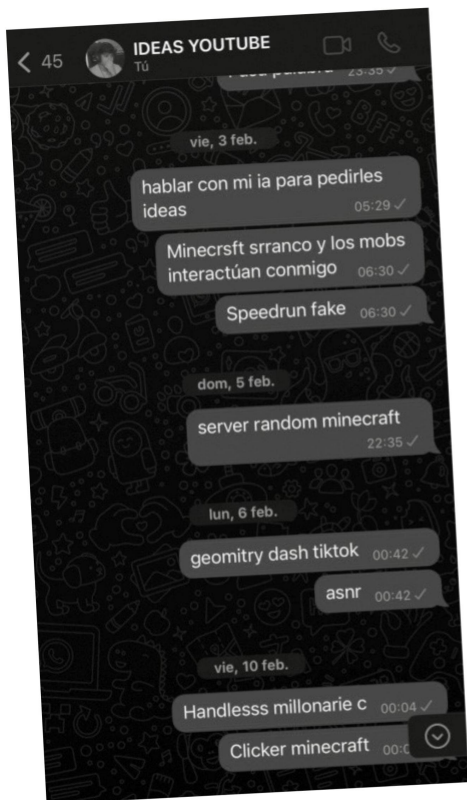 45
IDEAS YOUTUBE
Tú
23:35
vie, 3 feb.
hablar con mi ia para pedirles
ideas
05:29
Minecrsft srranco y los mobs
interactúan conmigo 06:30
Speedrun fake 06:30
dom, 5 feb.
server random minecraft
22:35
lun, 6 feb.
geomitry dash tiktok 00:42
asnr 00:42
vie, 10 feb.
Handlesss millonarie c 00:04
Clicker minecraft